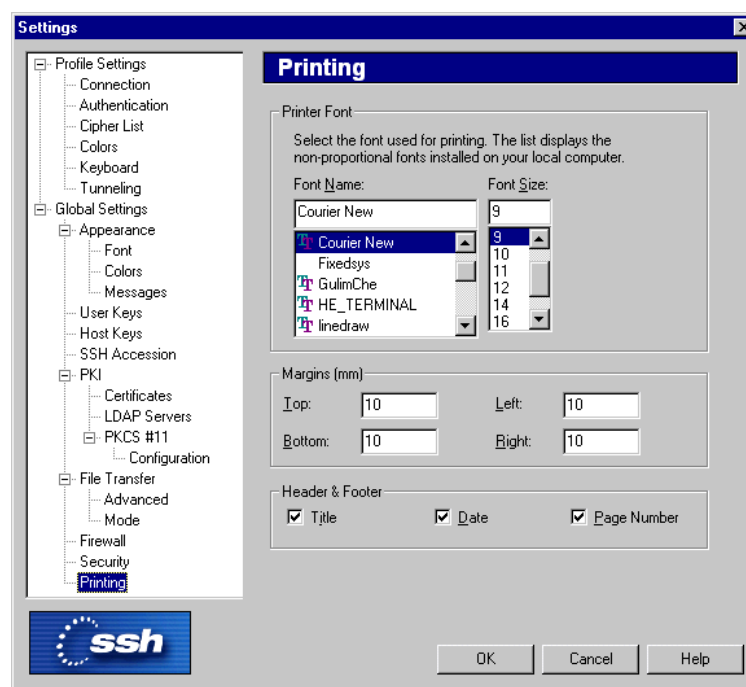 Settings
Profile Settings
Connection
Authentication
Cipher List
Colors
Keyboard
Tunneling
Global Settings
Appearance
Font
Colors
Messages
User Keys
Host Keys
SSH Accession
PKI
Certificates
LDAP Servers
PKCS #11
Configuration
File Transfer
Advanced
Mode
Firewall
Security
Printing
ssh
Printing
Printer Font
Select the font used for printing. The list displays the
non-proportional fonts installed on your local computer.
Font Name: Font Size:
Courier New 9
Courier New 9
Fixedsys 10
GulimChe 11
HE_TERMINAL 12
linedraw 14
16
Margins (mm)
Top: 10 Left: 10
Bottom: 10 Right: 10
Header & Footer
Title Date Page Number
OK Cancel Help